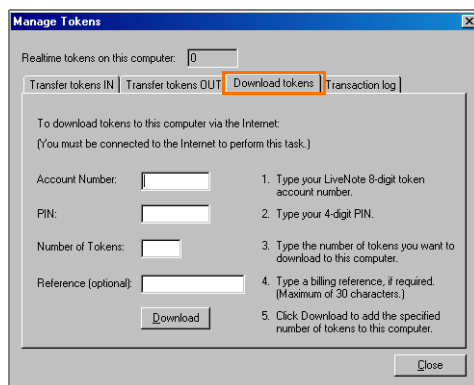 Manage Tokens
Realtime tokens on this computer: 0
Transfer tokens IN Transfer tokens OUT Download tokens Transaction log
To download tokens to this computer via the Internet:
(You must be connected to the Internet to perform this task.)
Account Number:
1. Type your LiveNote 8-digit token
account number.
PIN:
2. Type your 4-digit PIN.
Number of Tokens:
3. Type the number of tokens you want to
download to this computer.
Reference (optional):
4. Type a billing reference, if required.
(Maximum of 30 characters.)
Download
5. Click Download to add the specified
number of tokens to this computer.
Close